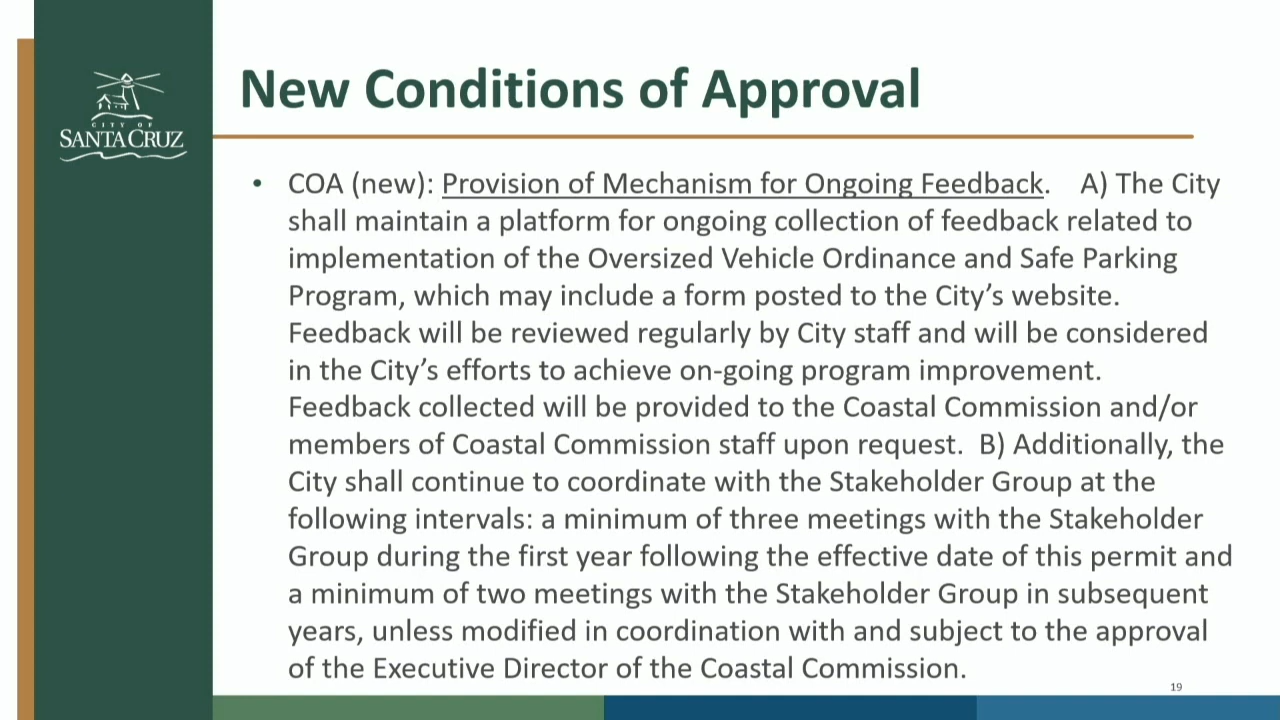 CITY OF
SANTA CRUZ
New Conditions of Approval
• COA (new): Provision of Mechanism for Ongoing Feedback. A) The City
shall maintain a platform for ongoing collection of feedback related to
implementation of the Oversized Vehicle Ordinance and Safe Parking
Program, which may include a form posted to the City’s website.
Feedback will be reviewed regularly by City staff and will be considered
in the City’s efforts to achieve on-going program improvement.
Feedback collected will be provided to the Coastal Commission and/or
members of Coastal Commission staff upon request. B) Additionally, the
City shall continue to coordinate with the Stakeholder Group at the
following intervals: a minimum of three meetings with the Stakeholder
Group during the first year following the effective date of this permit and
a minimum of two meetings with the Stakeholder Group in subsequent
years, unless modified in coordination with and subject to the approval
of the Executive Director of the Coastal Commission.
19